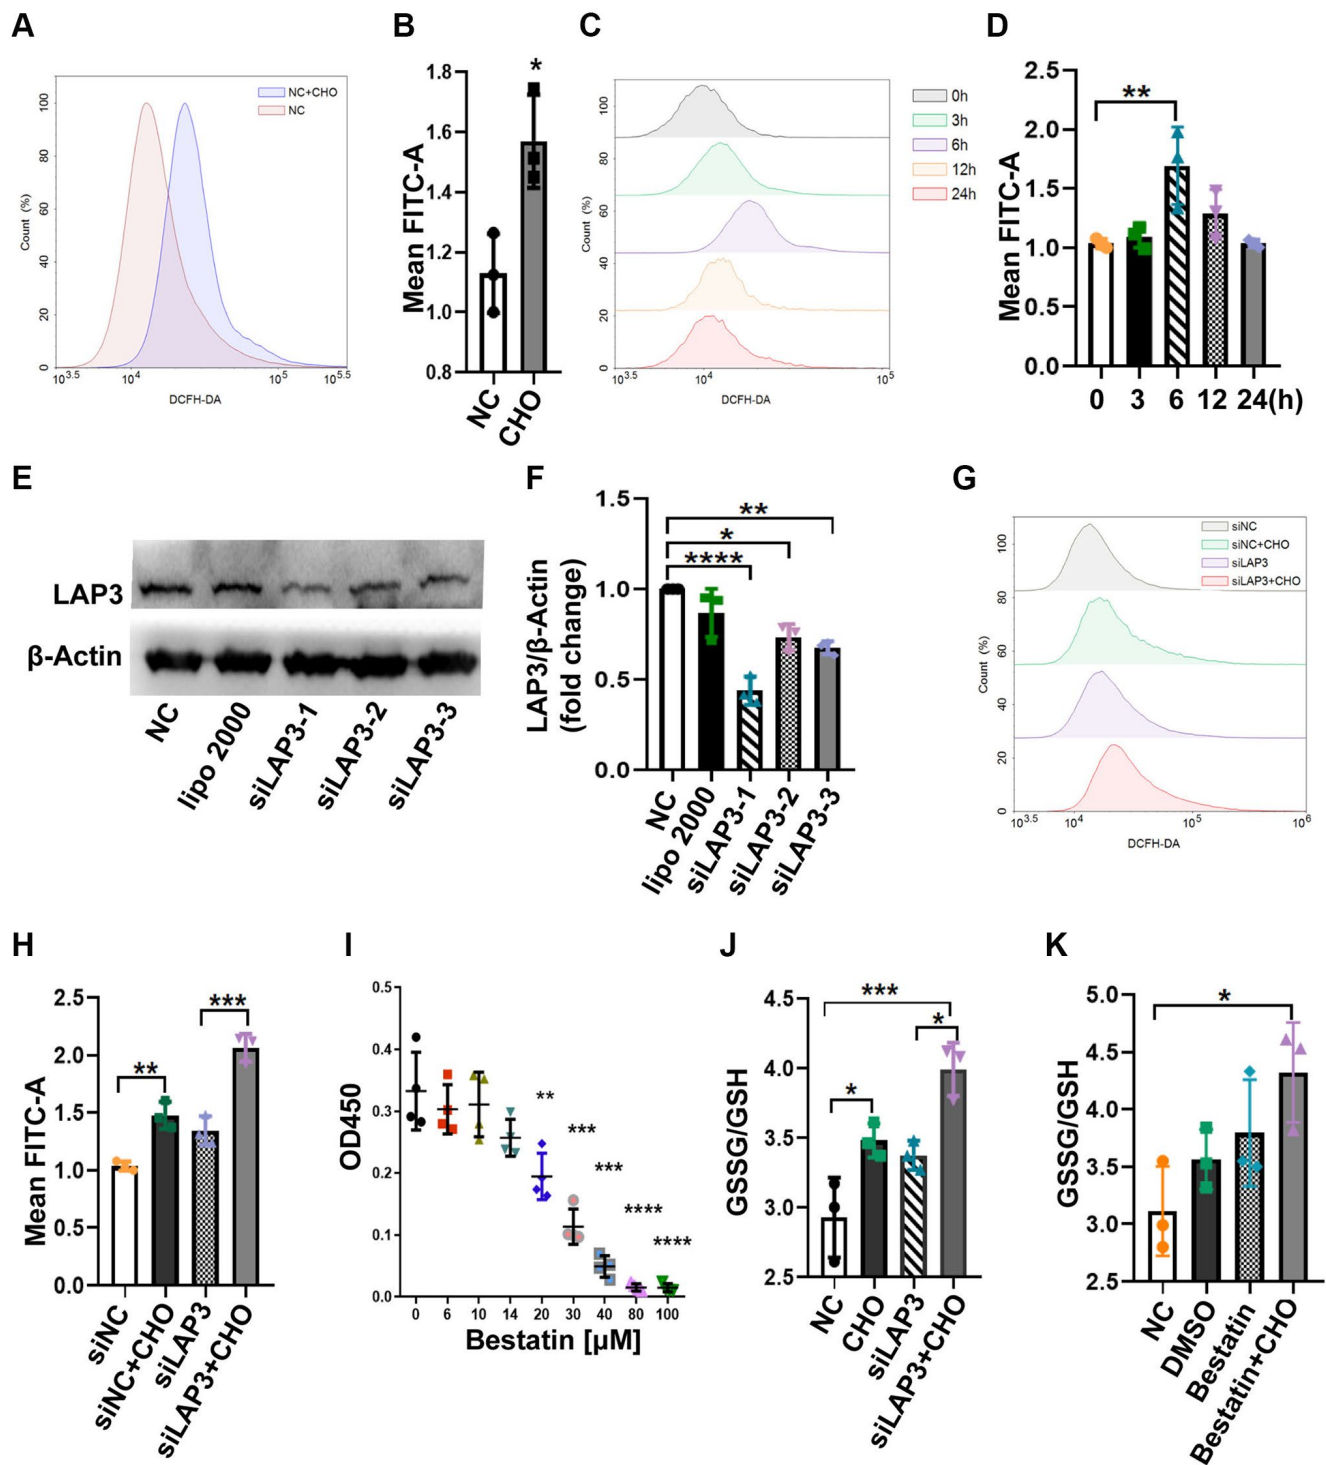 A
B
C
D
NC+CHO
NC
100
80
60
40
20
0
Count (%)
10^3.5
10^4
10^5
10^5.5
DCFH-DA
*
1.8
1.6
1.4
1.2
1.0
0.8
Mean FITC-A
NC
CHO
100
80
60
40
20
0
Count (%)
10^3.5
10^4
10^5
DCFH-DA
0h
3h
6h
12h
24h
**
2.5
2.0
1.5
1.0
0.5
0.0
Mean FITC-A
0 3 6 12 24(h)
E
F
G
LAP3
β-Actin
NC
lipo 2000
siLAP3-1
siLAP3-2
siLAP3-3
**
*
****
1.5
1.0
0.5
0.0
LAP3/β-Actin
(fold change)
NC
lipo 2000
siLAP3-1
siLAP3-2
siLAP3-3
siNC
siNC+CHO
siLAP3
siLAP3+CHO
100
80
60
40
20
0
Count (%)
10^3.5
10^4
10^5
10^6
DCFH-DA
H
I
J
K
***
**
2.5
2.0
1.5
1.0
0.5
0.0
Mean FITC-A
siNC
siNC+CHO
siLAP3
siLAP3+CHO
0.5
0.4
0.3
0.2
0.1
0.0
OD450
**
***
***
****
****
0 6 10 14 20 30 40 80 100
Bestatin [µM]
***
*
*
4.5
4.0
3.5
3.0
2.5
GSSG/GSH
NC
CHO
siLAP3
siLAP3+CHO
*
5.0
4.5
4.0
3.5
3.0
2.5
GSSG/GSH
NC
DMSO
Bestatin
Bestatin+CHO